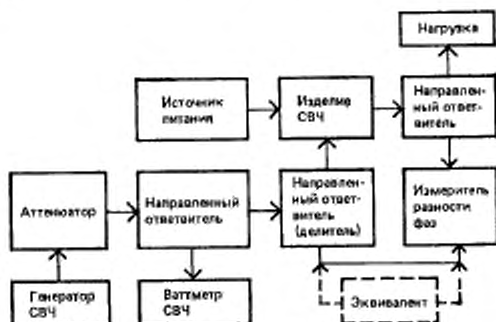 Нагрузка
Источник
питания
Изделие
СВЧ
Направлен-
ный ответ-
витель
Аттенюатор
Направленный
ответвитель
Направлен-
ный ответ-
витель
(делитель)
Измеритель
разности
фаз
Генератор
СВЧ
Ваттметр
СВЧ
Эквивалент